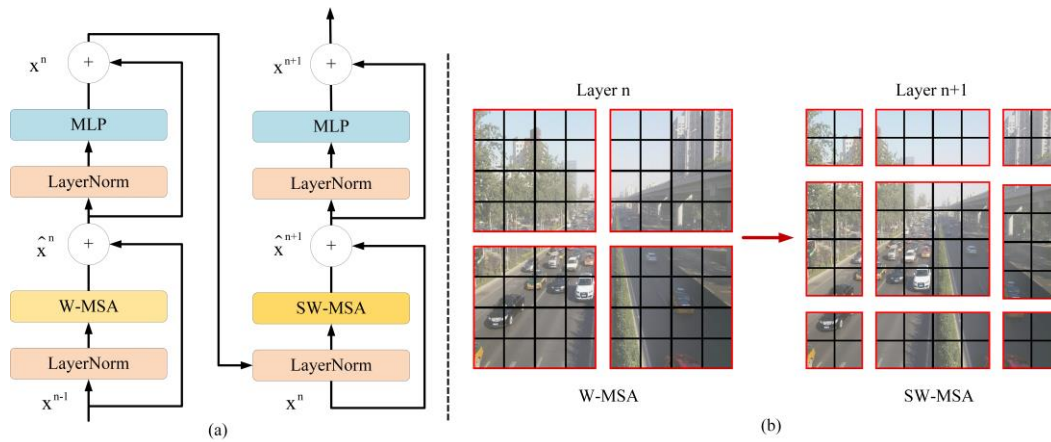 x^n
+
MLP
LayerNorm
x̂^n
+
W-MSA
LayerNorm
x^{n-1}
x^{n+1}
+
MLP
LayerNorm
x̂^{n+1}
+
SW-MSA
LayerNorm
x^n
(a)
Layer n
Layer n+1
W-MSA
SW-MSA
(b)